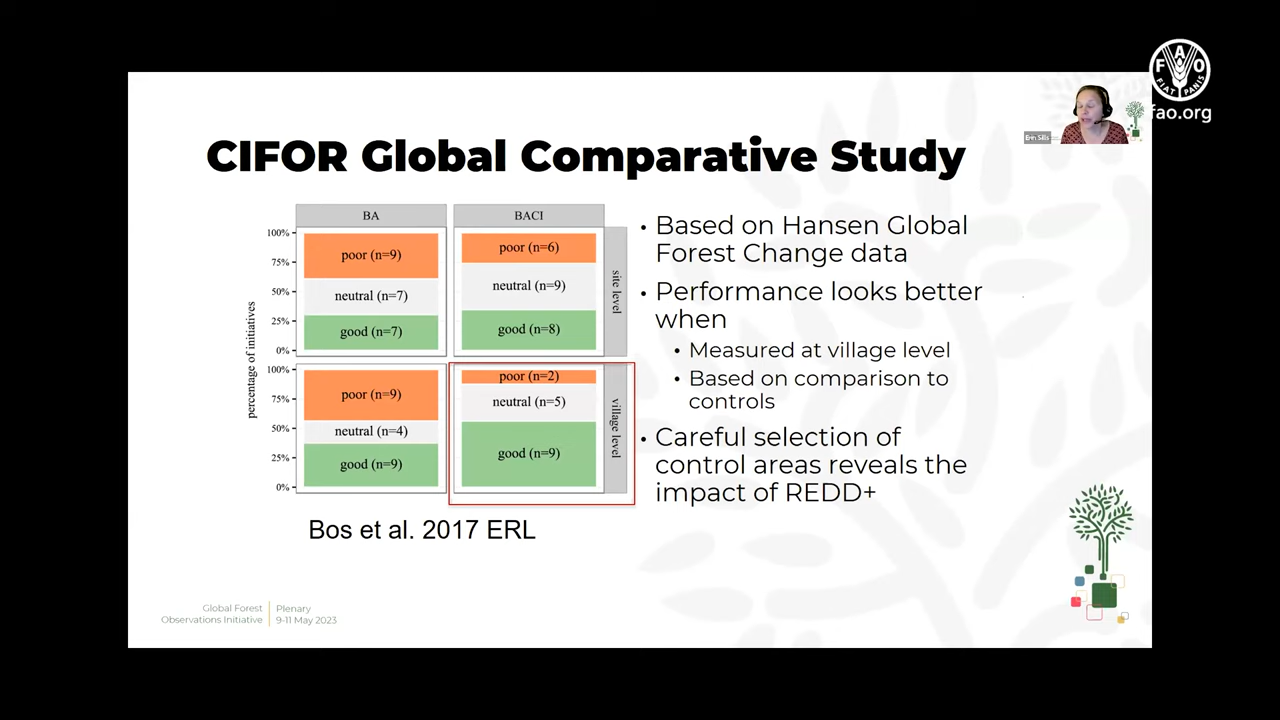 FAO
FIAT PANIS
fao.org
Erin Sills
CIFOR Global Comparative Study
BA
BACI
percentage of initiatives
100%
75%
50%
25%
0%
poor (n=9)
neutral (n=7)
good (n=7)
poor (n=6)
neutral (n=9)
good (n=8)
site level
100%
75%
50%
25%
0%
poor (n=9)
neutral (n=4)
good (n=9)
poor (n=2)
neutral (n=5)
good (n=9)
village level
Bos et al. 2017 ERL
• Based on Hansen Global
Forest Change data
• Performance looks better
when
• Measured at village level
• Based on comparison to
controls
• Careful selection of
control areas reveals the
impact of REDD+
Global Forest
Observations Initiative
Plenary
9-11 May 2023